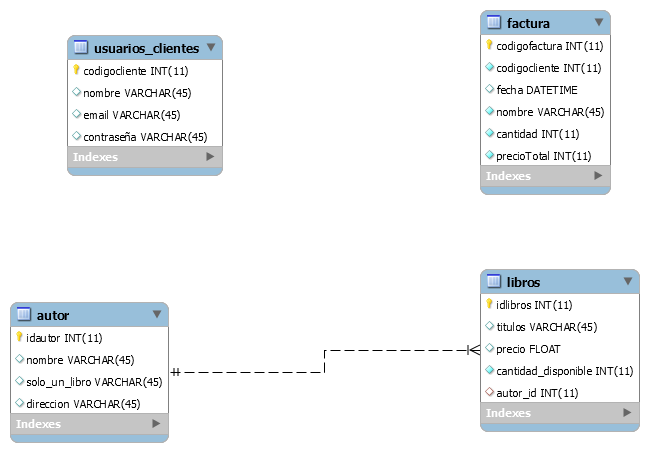 usuarios_clientes
codigocliente INT(11)
nombre VARCHAR(45)
email VARCHAR(45)
contraseña VARCHAR(45)
Indexes
factura
codigofactura INT(11)
codigocliente INT(11)
fecha DATETIME
nombre VARCHAR(45)
cantidad INT(11)
precioTotal INT(11)
Indexes
autor
idautor INT(11)
nombre VARCHAR(45)
solo_un_libro VARCHAR(45)
direccion VARCHAR(45)
Indexes
libros
idlibros INT(11)
titulos VARCHAR(45)
precio FLOAT
cantidad_disponible INT(11)
autor_id INT(11)
Indexes